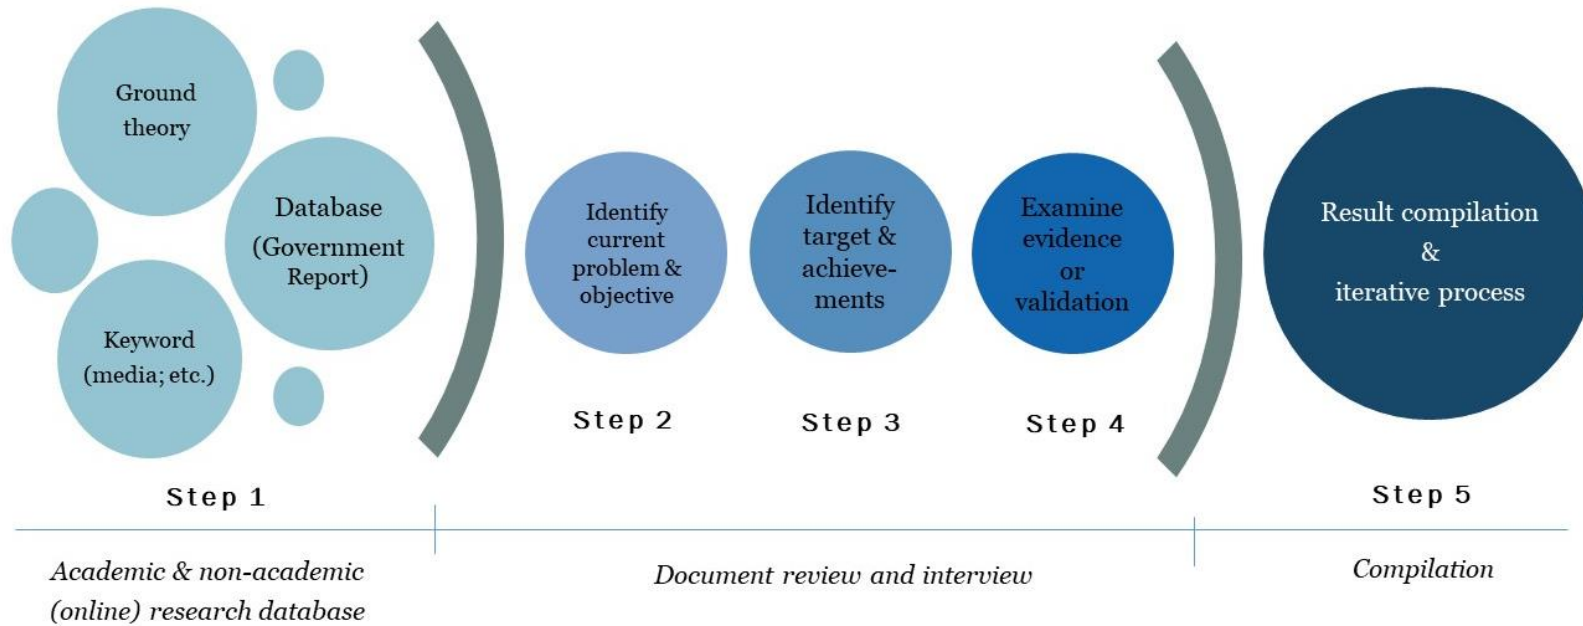 Ground
theory
Database
(Government
Report)
Keyword
(media; etc.)
Step 1
Identify
current
problem &
objective
Step 2
Identify
target &
achieve-
ments
Step 3
Examine
evidence
or
validation
Step 4
Result compilation
&
iterative process
Step 5
Academic & non-academic
(online) research database
Document review and interview
Compilation